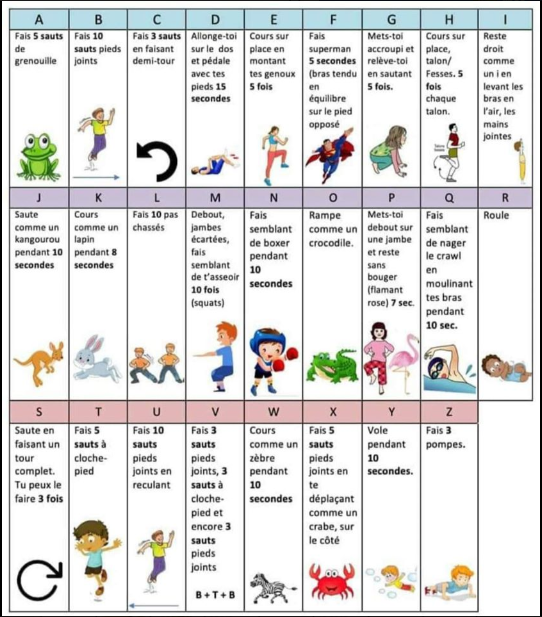 A B C D E F G H I
Fais 5 sauts
de
grenouille
Fais 10
sauts pieds
joints
Fais 3 sauts
en faisant
demi-tour
Allonge-toi
sur le dos
et pédale
avec tes
pieds 15
secondes
Cours sur
place en
montant
tes genoux
5 fois
Fais
superman
5 secondes
(bras tendu
en
équilibre
sur le pied
opposé
Mets-toi
accroupi et
relève-toi
en sautant
5 fois.
Cours sur
place,
talon/
Fesses. 5
fois
chaque
talon.
Reste
droit
comme
un i en
levant les
bras en
l'air, les
mains
jointes
J K L M N O P Q R
Saute
comme un
kangourou
pendant 10
secondes
Cours
comme un
lapin
pendant 8
secondes
Fais 10 pas
chassés
Debout,
jambes
écartées,
fais
semblant
de t'asseoir
10 fois
(squats)
Fais
semblant
de boxer
pendant
10
secondes
Rampe
comme un
crocodile.
Mets-toi
debout sur
une jambe
et reste
sans
bouger
(flamant
rose) 7 sec.
Fais
semblant
de nager
le crawl
en
moulinant
tes bras
pendant
10 sec.
Roule
S T U V W X Y Z
Saute en
faisant un
tour
complet.
Tu peux le
faire 3 fois
Fais 5
sauts à
cloche-
pied
Fais 10
sauts
pieds
joints en
reculant
Fais 3
sauts
pieds
joints, 3
sauts à
cloche-
pied et
encore 3
sauts
pieds
joints
B + T + B
Cours
comme un
zèbre
pendant
10
secondes
Fais 5
sauts
pieds
joints en
te
déplaçant
comme un
crabe, sur
le côté
Vole
pendant
10
secondes.
Fais 3
pompes.